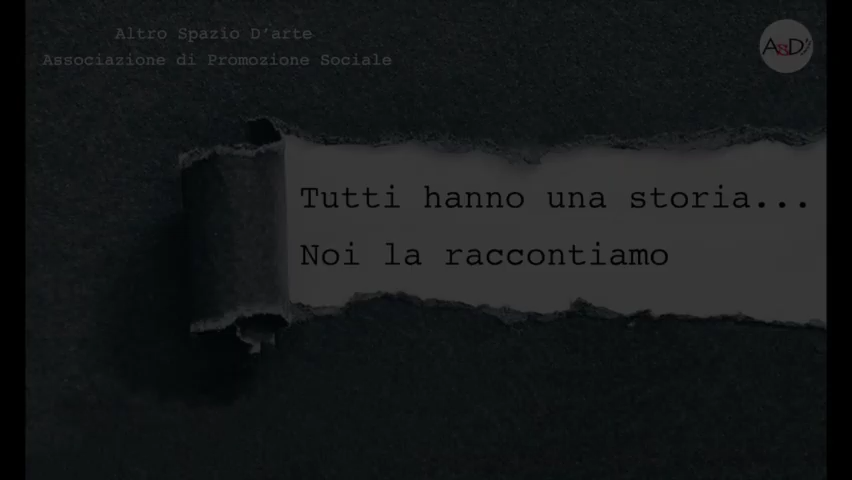 Altro Spazio D'arte
Associazione di Promozione Sociale
Tutti hanno una storia...
Noi la raccontiamo